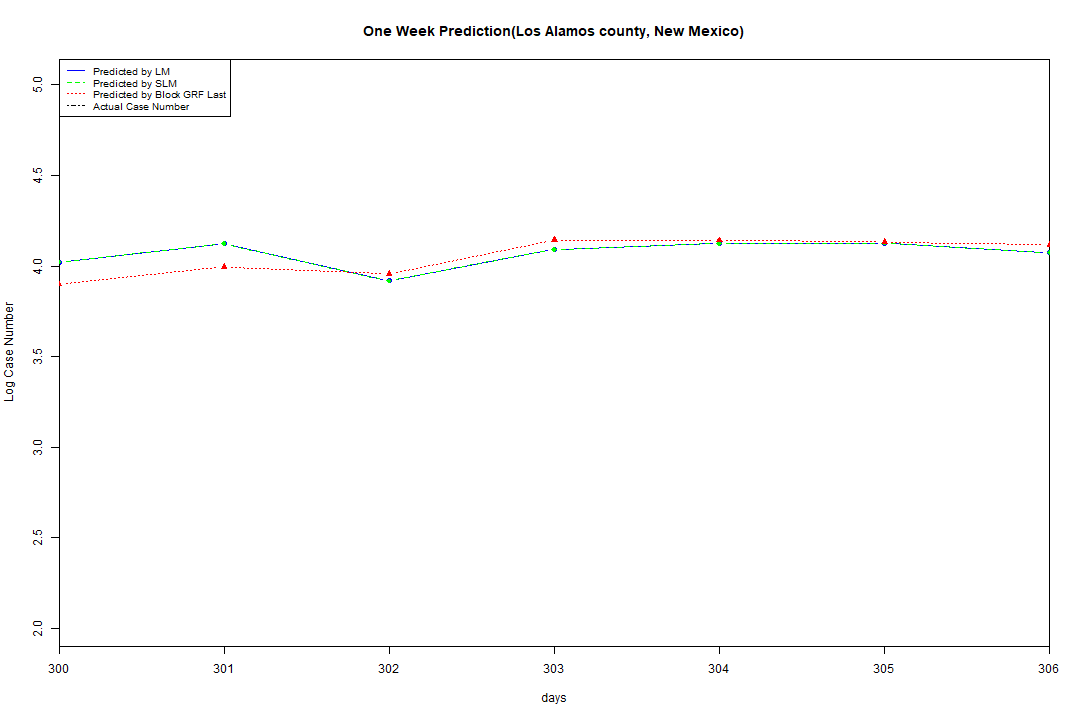 One Week Prediction(Los Alamos county, New Mexico)
Predicted by LM
Predicted by SLM
Predicted by Block GRF Last
Actual Case Number
5.0
4.5
4.0
3.5
3.0
2.5
2.0
Log Case Number
300 301 302 303 304 305 306
days